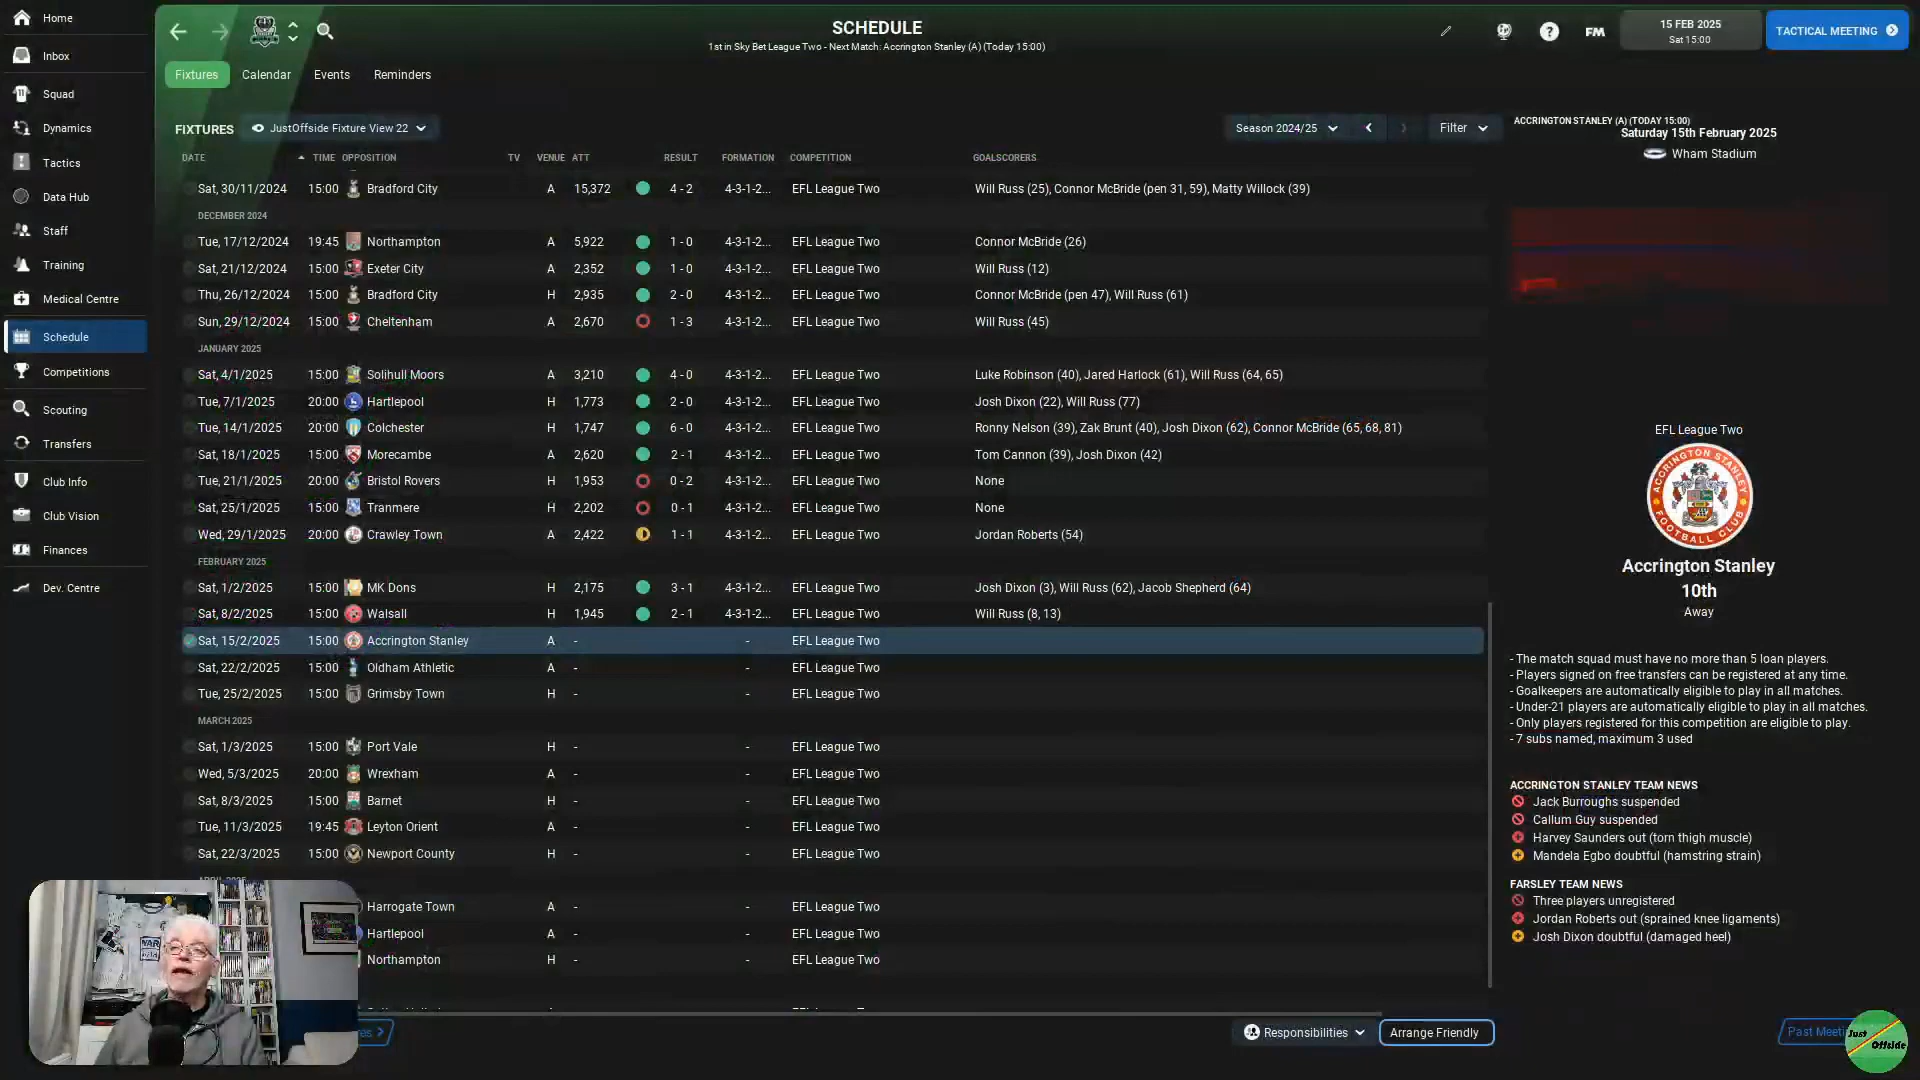 Home
Inbox
Squad
Dynamics
Tactics
Data Hub
Staff
Training
Medical Centre
Schedule
Competitions
Scouting
Transfers
Club Info
Club Vision
Finances
Dev. Centre
SCHEDULE
1st in Sky Bet League Two - Next Match: Accrington Stanley (A) (Today 15:00)
FM
15 FEB 2025
Sat 15:00
TACTICAL MEETING
Fixtures Calendar Events Reminders
FIXTURES JustOffside Fixture View 22 Season 2024/25 Filter
DATE TIME OPPOSITION TV VENUE ATT RESULT FORMATION COMPETITION GOALSCORERS
Sat, 30/11/2024 15:00 Bradford City A 15,372 4 - 2 4-3-1-2... EFL League Two Will Russ (25), Connor McBride (pen 31, 59), Matty Willock (39)
DECEMBER 2024
Tue, 17/12/2024 19:45 Northampton A 5,922 1 - 0 4-3-1-2... EFL League Two Connor McBride (26)
Sat, 21/12/2024 15:00 Exeter City A 2,352 1 - 0 4-3-1-2... EFL League Two Will Russ (12)
Thu, 26/12/2024 15:00 Bradford City H 2,935 2 - 0 4-3-1-2... EFL League Two Connor McBride (pen 47), Will Russ (61)
Sun, 29/12/2024 15:00 Cheltenham A 2,670 1 - 3 4-3-1-2... EFL League Two Will Russ (45)
JANUARY 2025
Sat, 4/1/2025 15:00 Solihull Moors A 3,210 4 - 0 4-3-1-2... EFL League Two Luke Robinson (40), Jared Harlock (61), Will Russ (64, 65)
Tue, 7/1/2025 20:00 Hartlepool H 1,773 2 - 0 4-3-1-2... EFL League Two Josh Dixon (22), Will Russ (77)
Tue, 14/1/2025 20:00 Colchester H 1,747 6 - 0 4-3-1-2... EFL League Two Ronny Nelson (39), Zak Brunt (40), Josh Dixon (62), Connor McBride (65, 68, 81)
Sat, 18/1/2025 15:00 Morecambe A 2,620 2 - 1 4-3-1-2... EFL League Two Tom Cannon (39), Josh Dixon (42)
Tue, 21/1/2025 20:00 Bristol Rovers H 1,953 0 - 2 4-3-1-2... EFL League Two None
Sat, 25/1/2025 15:00 Tranmere H 2,202 0 - 1 4-3-1-2... EFL League Two None
Wed, 29/1/2025 20:00 Crawley Town A 2,422 1 - 1 4-3-1-2... EFL League Two Jordan Roberts (54)
FEBRUARY 2025
Sat, 1/2/2025 15:00 MK Dons H 2,175 3 - 1 4-3-1-2... EFL League Two Josh Dixon (3), Will Russ (62), Jacob Shepherd (64)
Sat, 8/2/2025 15:00 Walsall H 1,945 2 - 1 4-3-1-2... EFL League Two Will Russ (8, 13)
Sat, 15/2/2025 15:00 Accrington Stanley A - - EFL League Two
Sat, 22/2/2025 15:00 Oldham Athletic A - - EFL League Two
Tue, 25/2/2025 15:00 Grimsby Town H - - EFL League Two
MARCH 2025
Sat, 1/3/2025 15:00 Port Vale H - - EFL League Two
Wed, 5/3/2025 20:00 Wrexham A - - EFL League Two
Sat, 8/3/2025 15:00 Barnet H - - EFL League Two
Tue, 11/3/2025 19:45 Leyton Orient A - - EFL League Two
Sat, 22/3/2025 15:00 Newport County H - - EFL League Two
Harrogate Town A - - EFL League Two
Hartlepool A - - EFL League Two
Northampton H - - EFL League Two
Responsibilities Arrange Friendly
ACCRINGTON STANLEY (A) (TODAY 15:00)
Saturday 15th February 2025
Wham Stadium
EFL League Two
ACCRINGTON STANLEY
FOOTBALL CLUB
Accrington Stanley
10th
Away
- The match squad must have no more than 5 loan players.
- Players signed on free transfers can be registered at any time.
- Goalkeepers are automatically eligible to play in all matches.
- Under-21 players are automatically eligible to play in all matches.
- Only players registered for this competition are eligible to play.
- 7 subs named, maximum 3 used
ACCRINGTON STANLEY TEAM NEWS
Jack Burroughs suspended
Callum Guy suspended
Harvey Saunders out (torn thigh muscle)
Mandela Egbo doubtful (hamstring strain)
FARSLEY TEAM NEWS
Three players unregistered
Jordan Roberts out (sprained knee ligaments)
Josh Dixon doubtful (damaged heel)
Past Meeti
Just
Offside